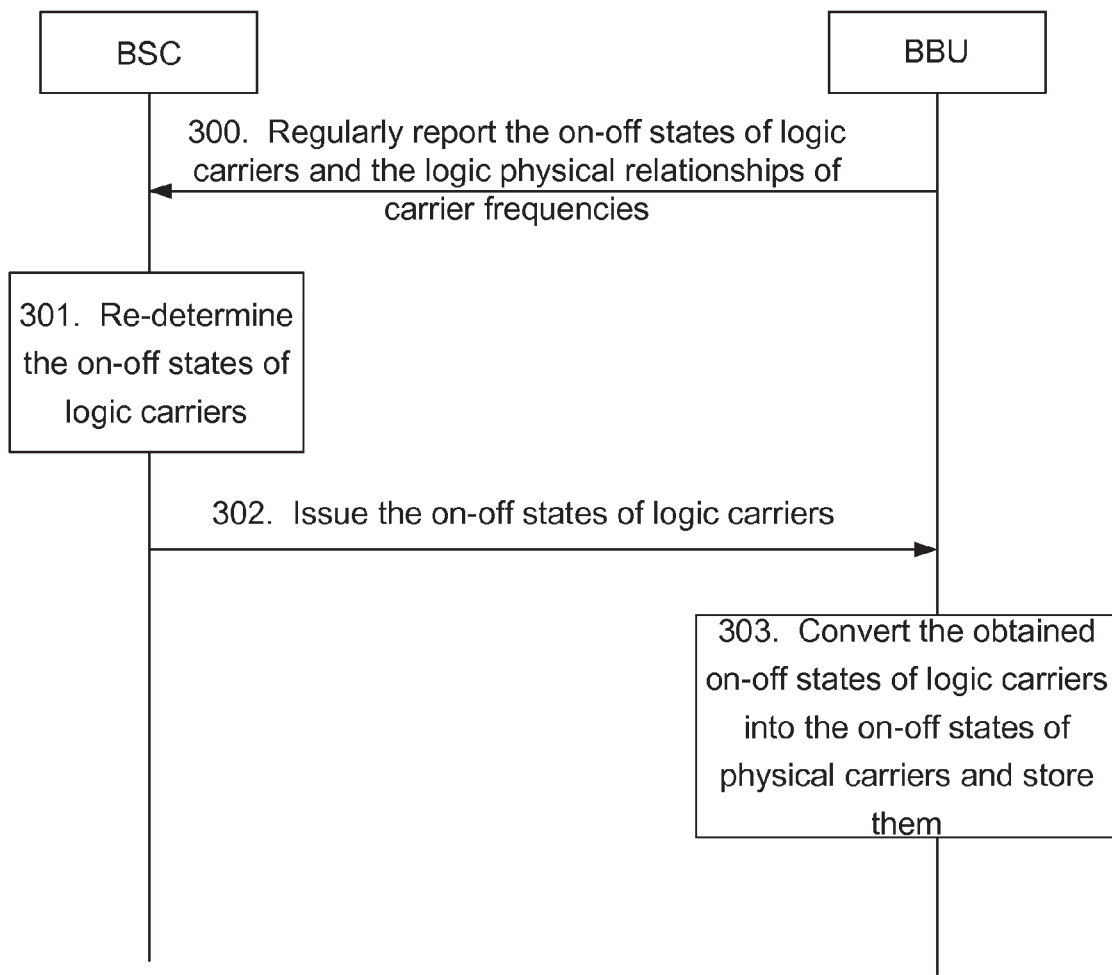 BSC
BBU
300. Regularly report the on-off states of logic
carriers and the logic physical relationships of
carrier frequencies
301. Re-determine
the on-off states of
logic carriers
302. Issue the on-off states of logic carriers
303. Convert the obtained
on-off states of logic carriers
into the on-off states of
physical carriers and store
them